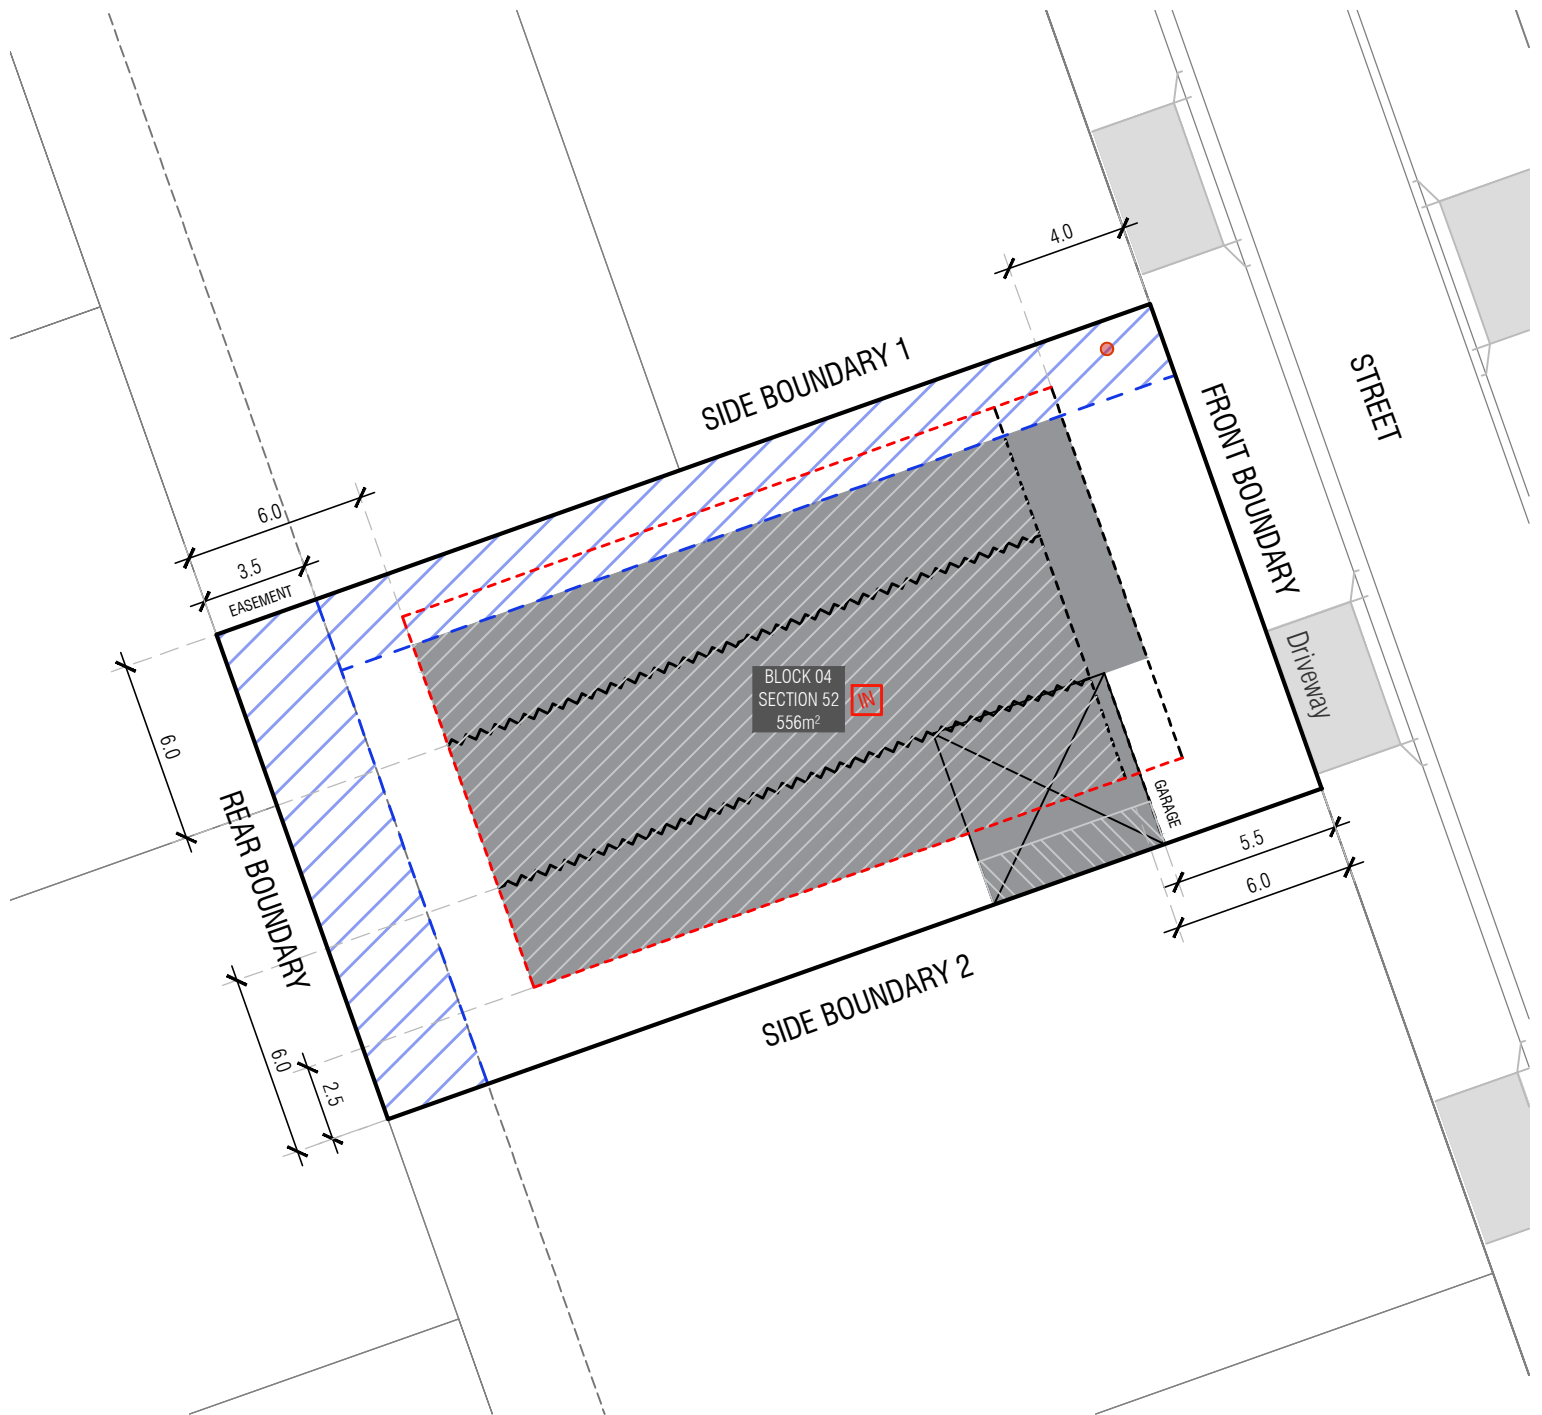 4.0
SIDE BOUNDARY 1
STREET
FRONT BOUNDARY
6.0
3.5
EASEMENT
Driveway
BLOCK 04
SECTION 52
556m²
IN
6.0
REAR BOUNDARY
GARAGE
5.5
6.0
SIDE BOUNDARY 2
6.0
2.5